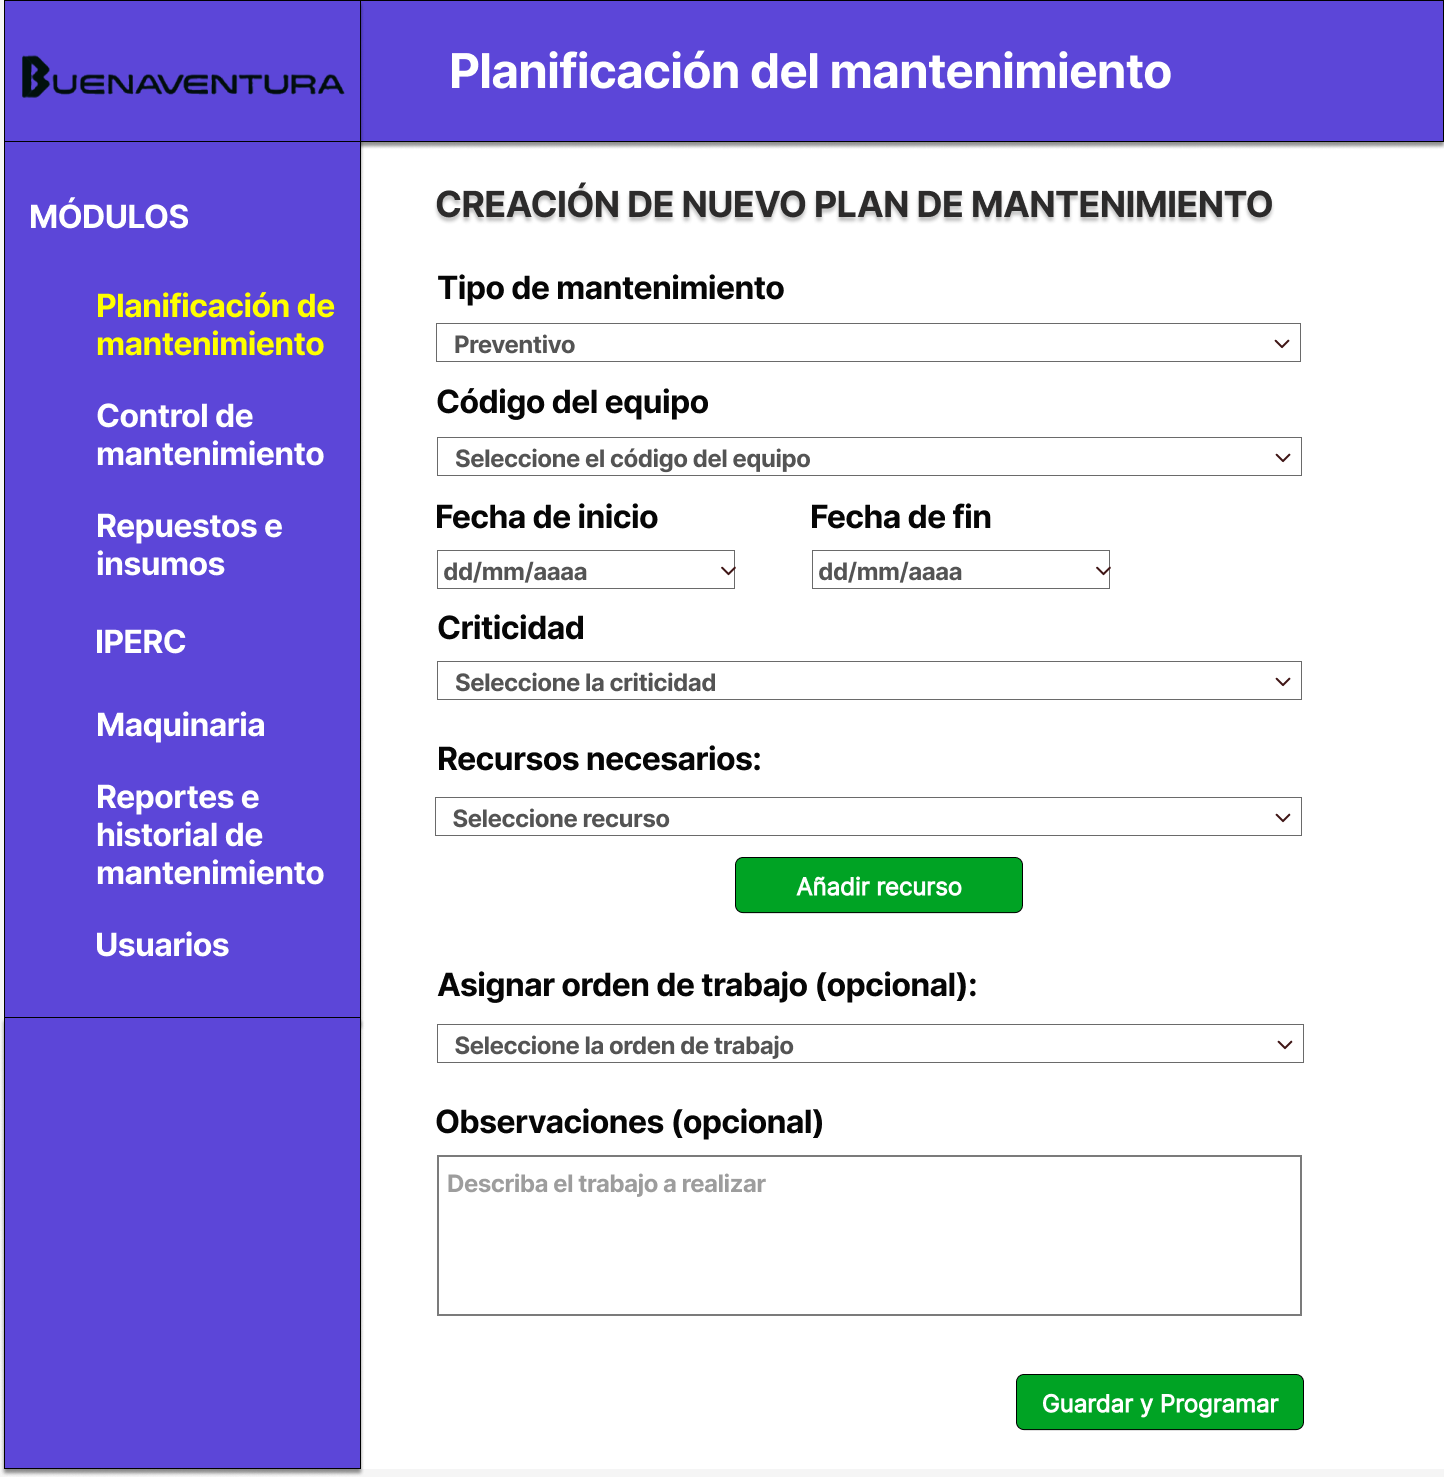 BUENAVENTURA
Planificación del mantenimiento
MÓDULOS
Planificación de
mantenimiento
Control de
mantenimiento
Repuestos e
insumos
IPERC
Maquinaria
Reportes e
historial de
mantenimiento
Usuarios
CREACIÓN DE NUEVO PLAN DE MANTENIMIENTO
Tipo de mantenimiento
Preventivo
Código del equipo
Seleccione el código del equipo
Fecha de inicio
Fecha de fin
dd/mm/aaaa
dd/mm/aaaa
Criticidad
Seleccione la criticidad
Recursos necesarios:
Seleccione recurso
Añadir recurso
Asignar orden de trabajo (opcional):
Seleccione la orden de trabajo
Observaciones (opcional)
Describa el trabajo a realizar
Guardar y Programar